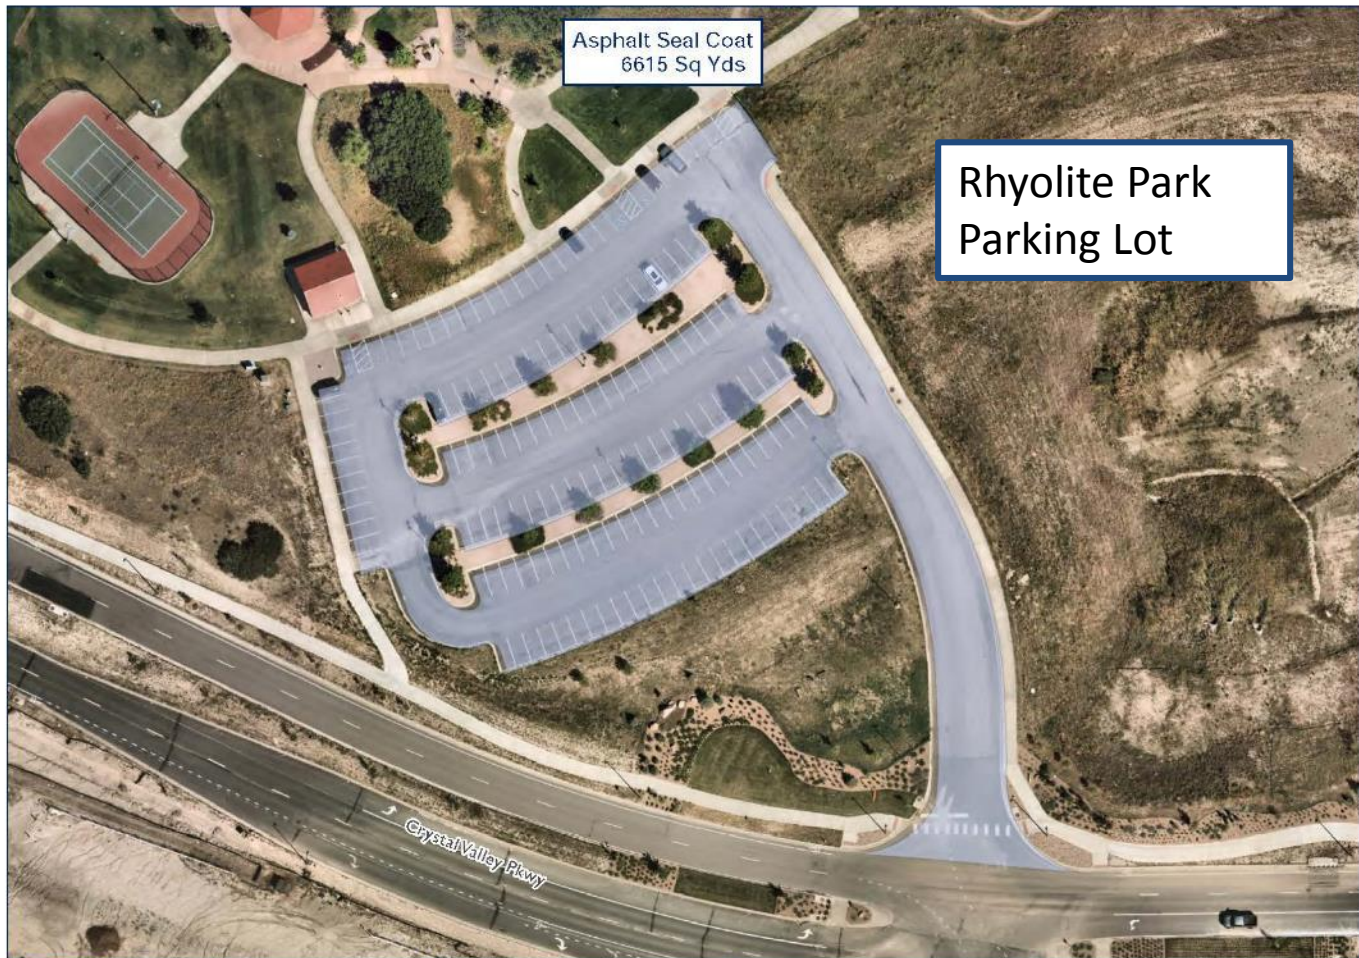 Asphalt Seal Coat
6615 Sq Yds
Rhyolite Park
Parking Lot
Crystal Valley Pkwy